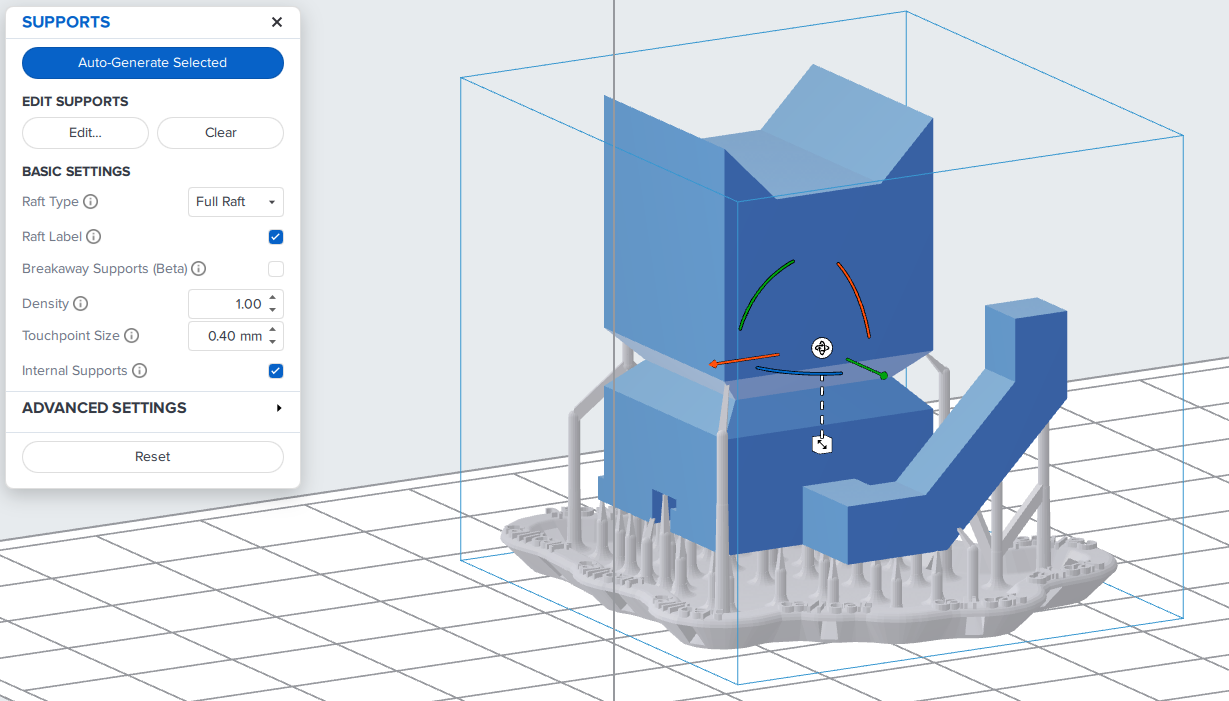 SUPPORTS
Auto-Generate Selected
EDIT SUPPORTS
Edit...
Clear
BASIC SETTINGS
Raft Type
Full Raft
Raft Label
Breakaway Supports (Beta)
Density
1.00
Touchpoint Size
0.40 mm
Internal Supports
ADVANCED SETTINGS
Reset